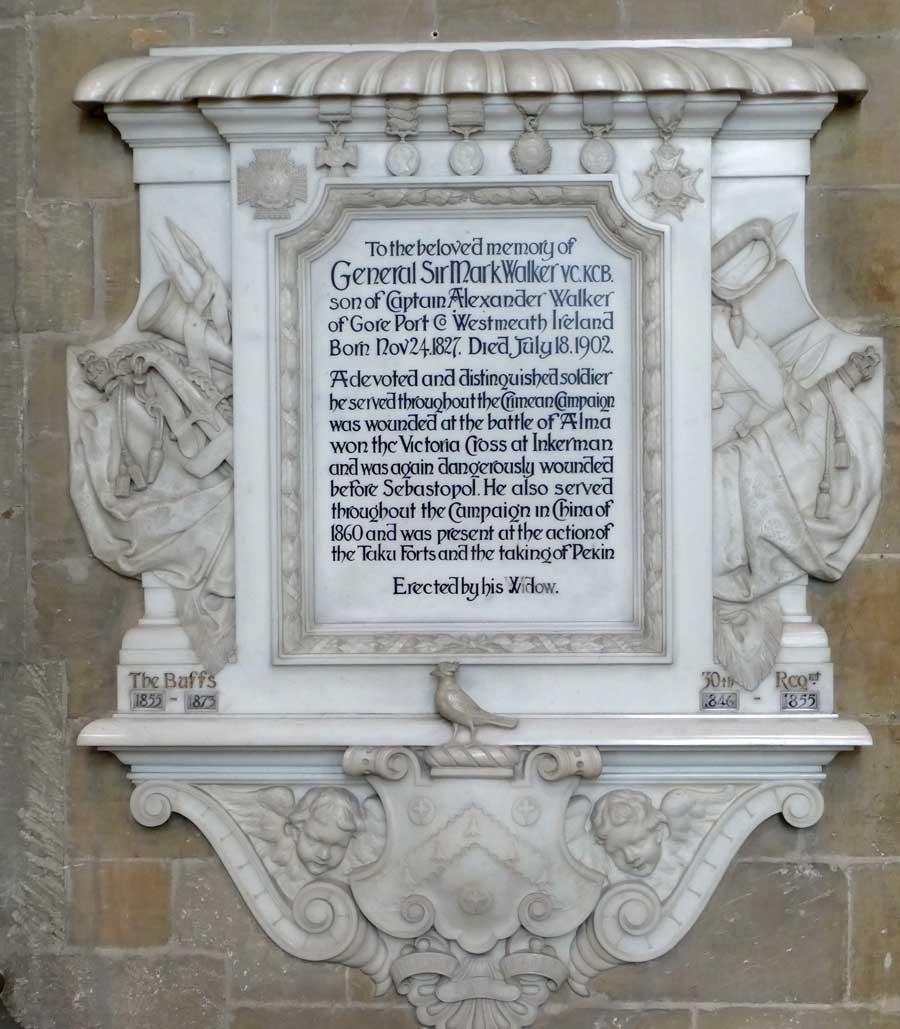 To the beloved memory of
General Sir Mark Walker VC. KCB.
son of Captain Alexander Walker
of Gore Port Co Westmeath Ireland
Born Nov 24. 1827. Died July 18. 1902.
A devoted and distinguished soldier
he served throughout the Crimean Campaign
was wounded at the battle of Alma
won the Victoria Cross at Inkerman
and was again dangerously wounded
before Sebastopol. He also served
throughout the Campaign in China of
1860 and was present at the action of
the Taku Forts and the taking of Pekin
Erected by his Widow.
The Buffs
1855 - 1873
30th Regt
1846 - 1855